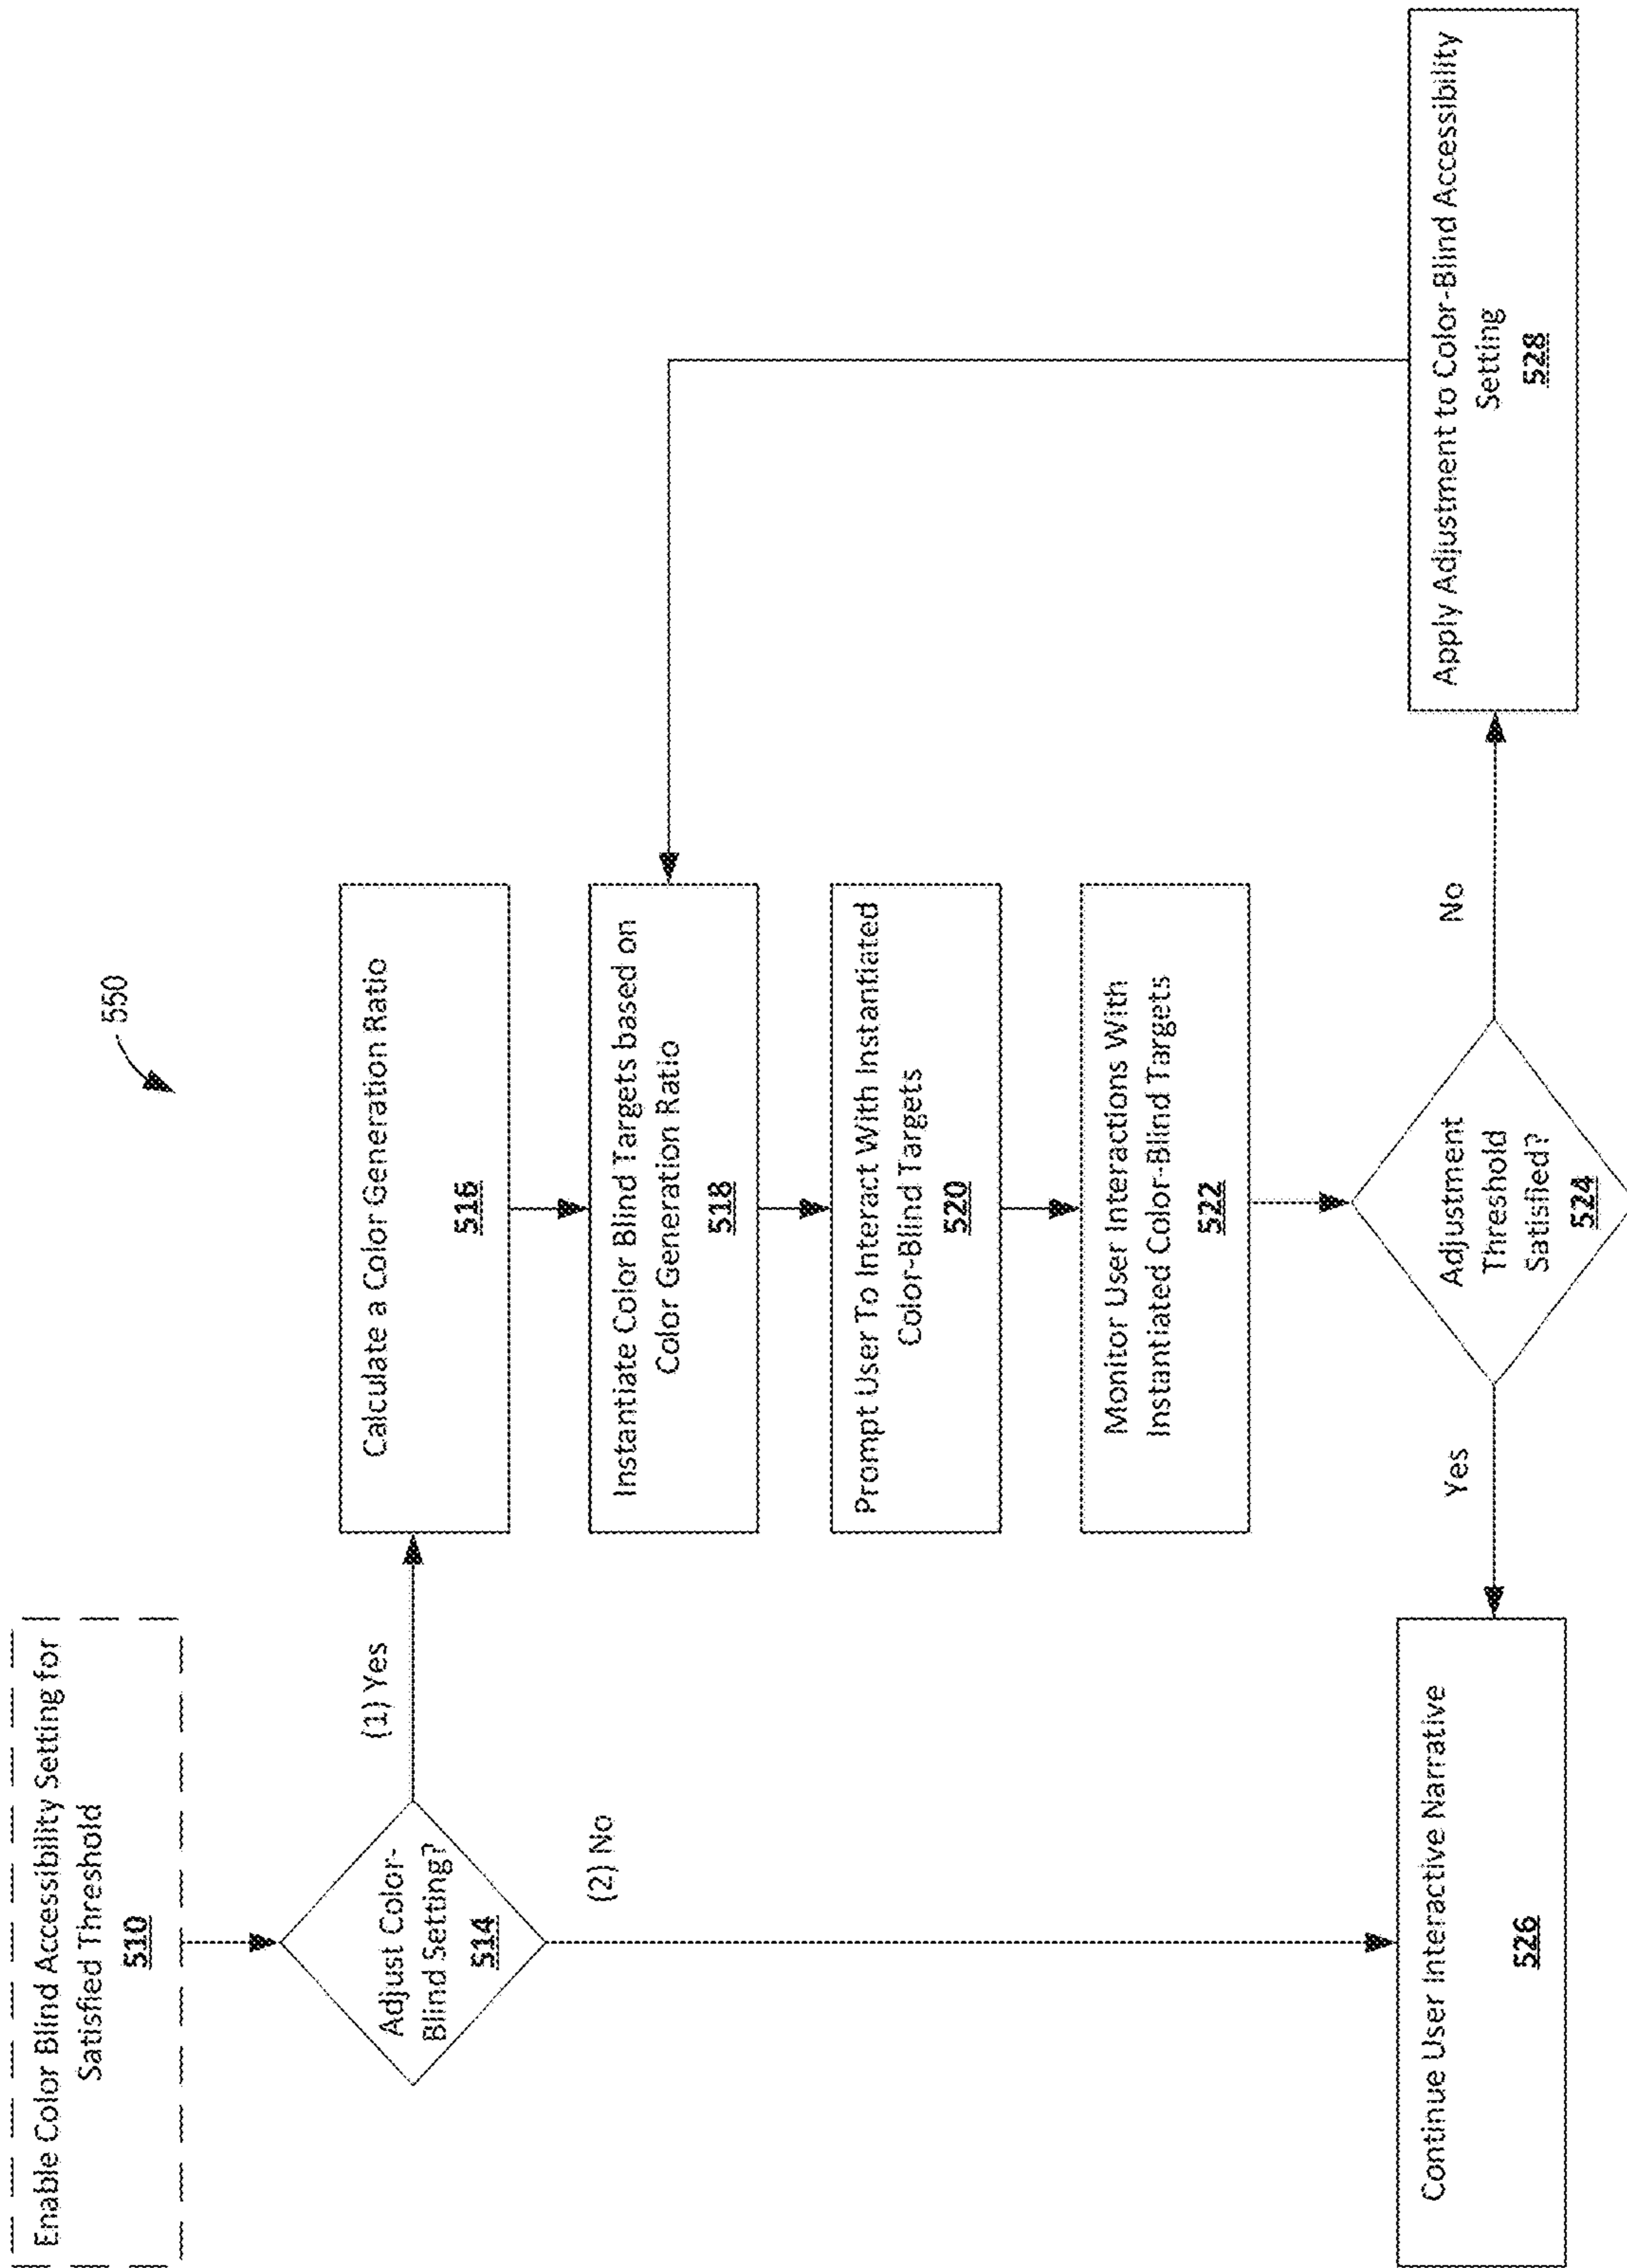 550
Enable Color Blind Accessibility Setting for
Satisfied Threshold
510
Adjust Color-
Blind Setting?
514
(1) Yes
(2) No
Calculate a Color Generation Ratio
516
Instantiate Color Blind Targets based on
Color Generation Ratio
518
Prompt User To Interact With Instantiated
Color-Blind Targets
520
Monitor User Interactions With
Instantiated Color-Blind Targets
522
Adjustment
Threshold
Satisfied?
524
Yes
No
Continue User Interactive Narrative
526
Apply Adjustment to Color-Blind Accessibility
Setting
528